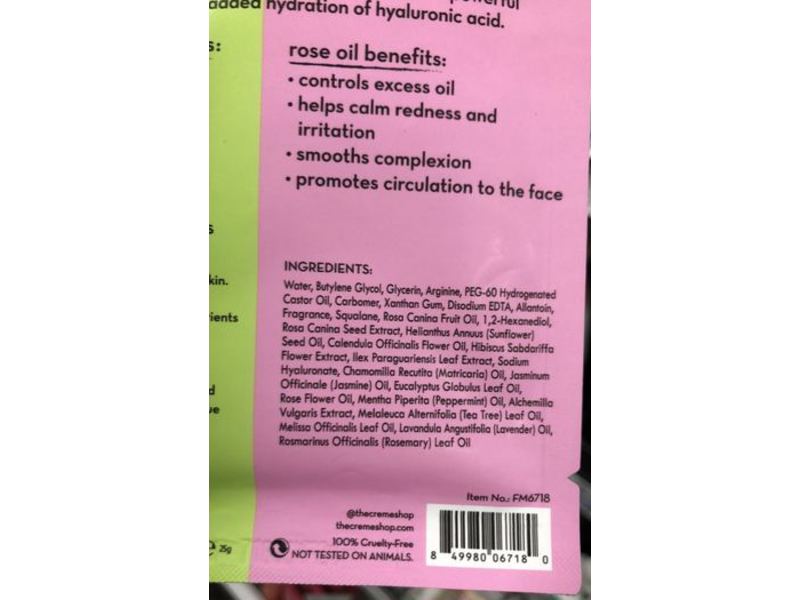 added hydration of hyaluronic acid.
rose oil benefits:
• controls excess oil
• helps calm redness and
irritation
• smooths complexion
• promotes circulation to the face
kin.
ients
INGREDIENTS:
Water, Butylene Glycol, Glycerin, Arginine, PEG-60 Hydrogenated
Castor Oil, Carbomer, Xanthan Gum, Disodium EDTA, Allantoin,
Fragrance, Squalane, Rosa Canina Fruit Oil, 1,2-Hexanediol,
Rosa Canina Seed Extract, Helianthus Annuus (Sunflower)
Seed Oil, Calendula Officinalis Flower Oil, Hibiscus Sabdariffa
Flower Extract, Ilex Paraguariensis Leaf Extract, Sodium
Hyaluronate, Chamomilla Recutita (Matricaria) Oil, Jasminum
Officinale (Jasmine) Oil, Eucalyptus Globulus Leaf Oil,
Rose Flower Oil, Mentha Piperita (Peppermint) Oil, Alchemilla
Vulgaris Extract, Melaleuca Alternifolia (Tea Tree) Leaf Oil,
Melissa Officinalis Leaf Oil, Lavandula Angustifolia (Lavender) Oil,
Rosmarinus Officinalis (Rosemary) Leaf Oil
Item No.: FM6718
@thecremeshop
thecremeshop.com
100% Cruelty-Free
NOT TESTED ON ANIMALS.
25g
8 49980 06718 0